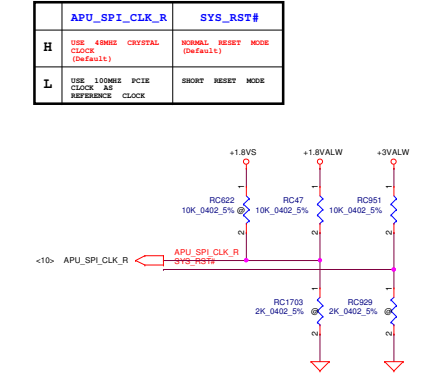 APU_SPI_CLK_R SYS_RST#
H USE 48MHZ CRYSTAL CLOCK (Default) NORMAL RESET MODE (Default)
L USE 100MHZ PCIE CLOCK AS REFERENCE CLOCK SHORT RESET MODE
+1.8VS +1.8VALW +3VALW
1 1 1
RC622 RC47 RC951
10K_0402_5% @ 10K_0402_5% 10K_0402_5%
2 2 2
APU_SPI_CLK_R
<10> APU_SPI_CLK_R
SYS_RST#
1 1
RC1703 RC929
2K_0402_5% @ 2K_0402_5% @
2 2